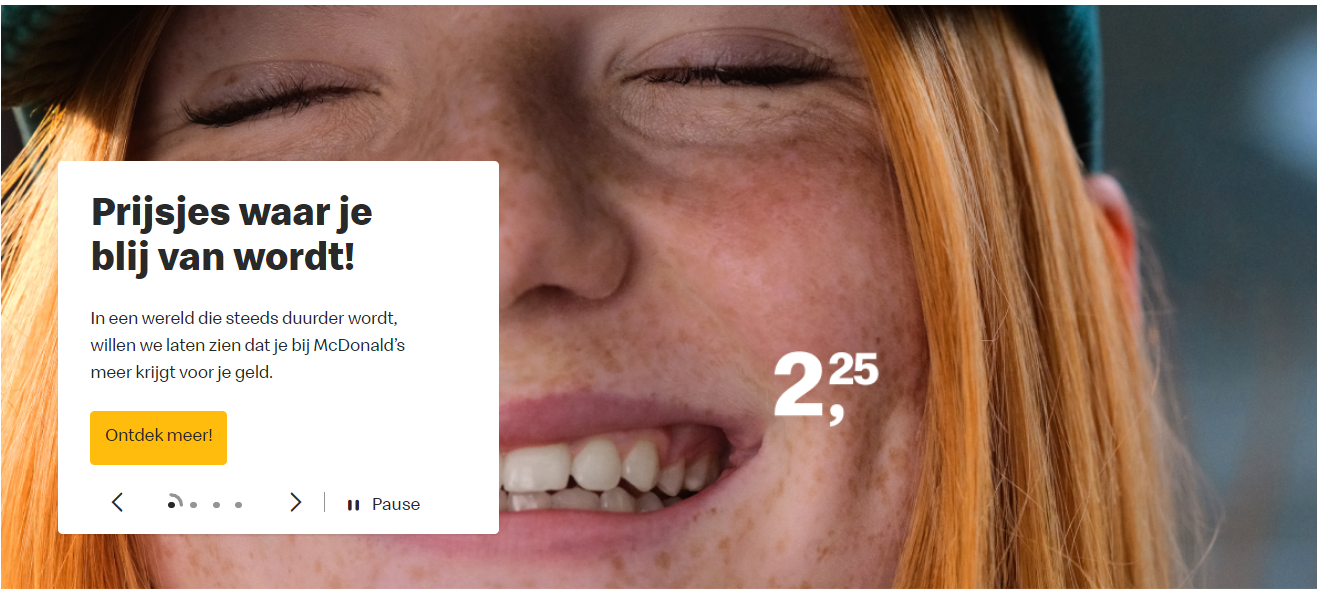 Prijsjes waar je
blij van wordt!
In een wereld die steeds duurder wordt,
willen we laten zien dat je bij McDonald’s
meer krijgt voor je geld.
Ontdek meer!
Pause
2,25